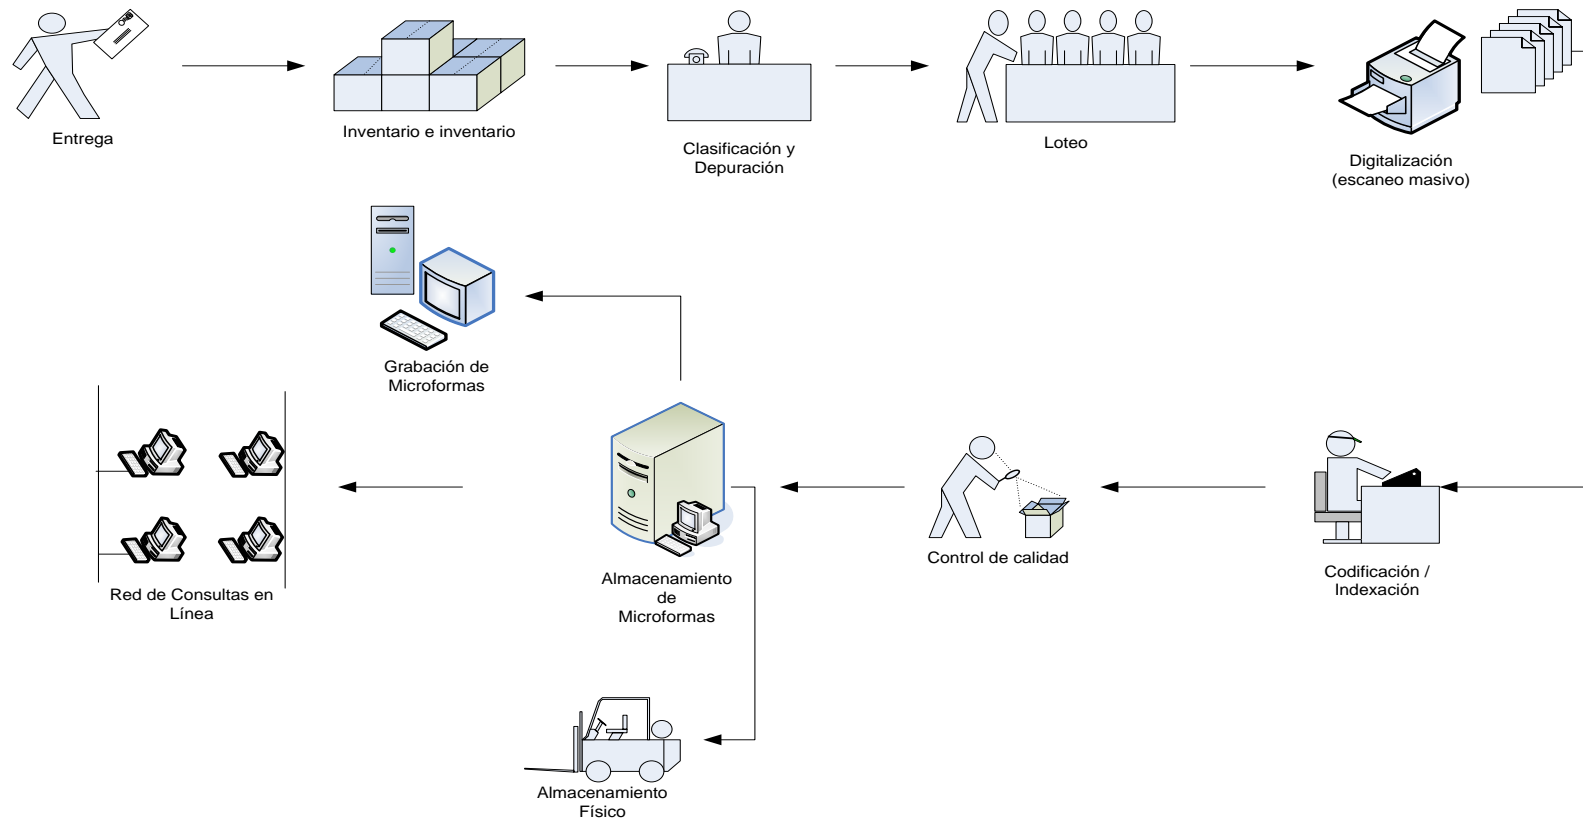 Entrega
Inventario e inventario
Clasificación y
Depuración
Loteo
Digitalización
(escaneo masivo)
Grabación de
Microformas
Red de Consultas en
Línea
Almacenamiento
de
Microformas
Control de calidad
Codificación /
Indexación
Almacenamiento
Físico